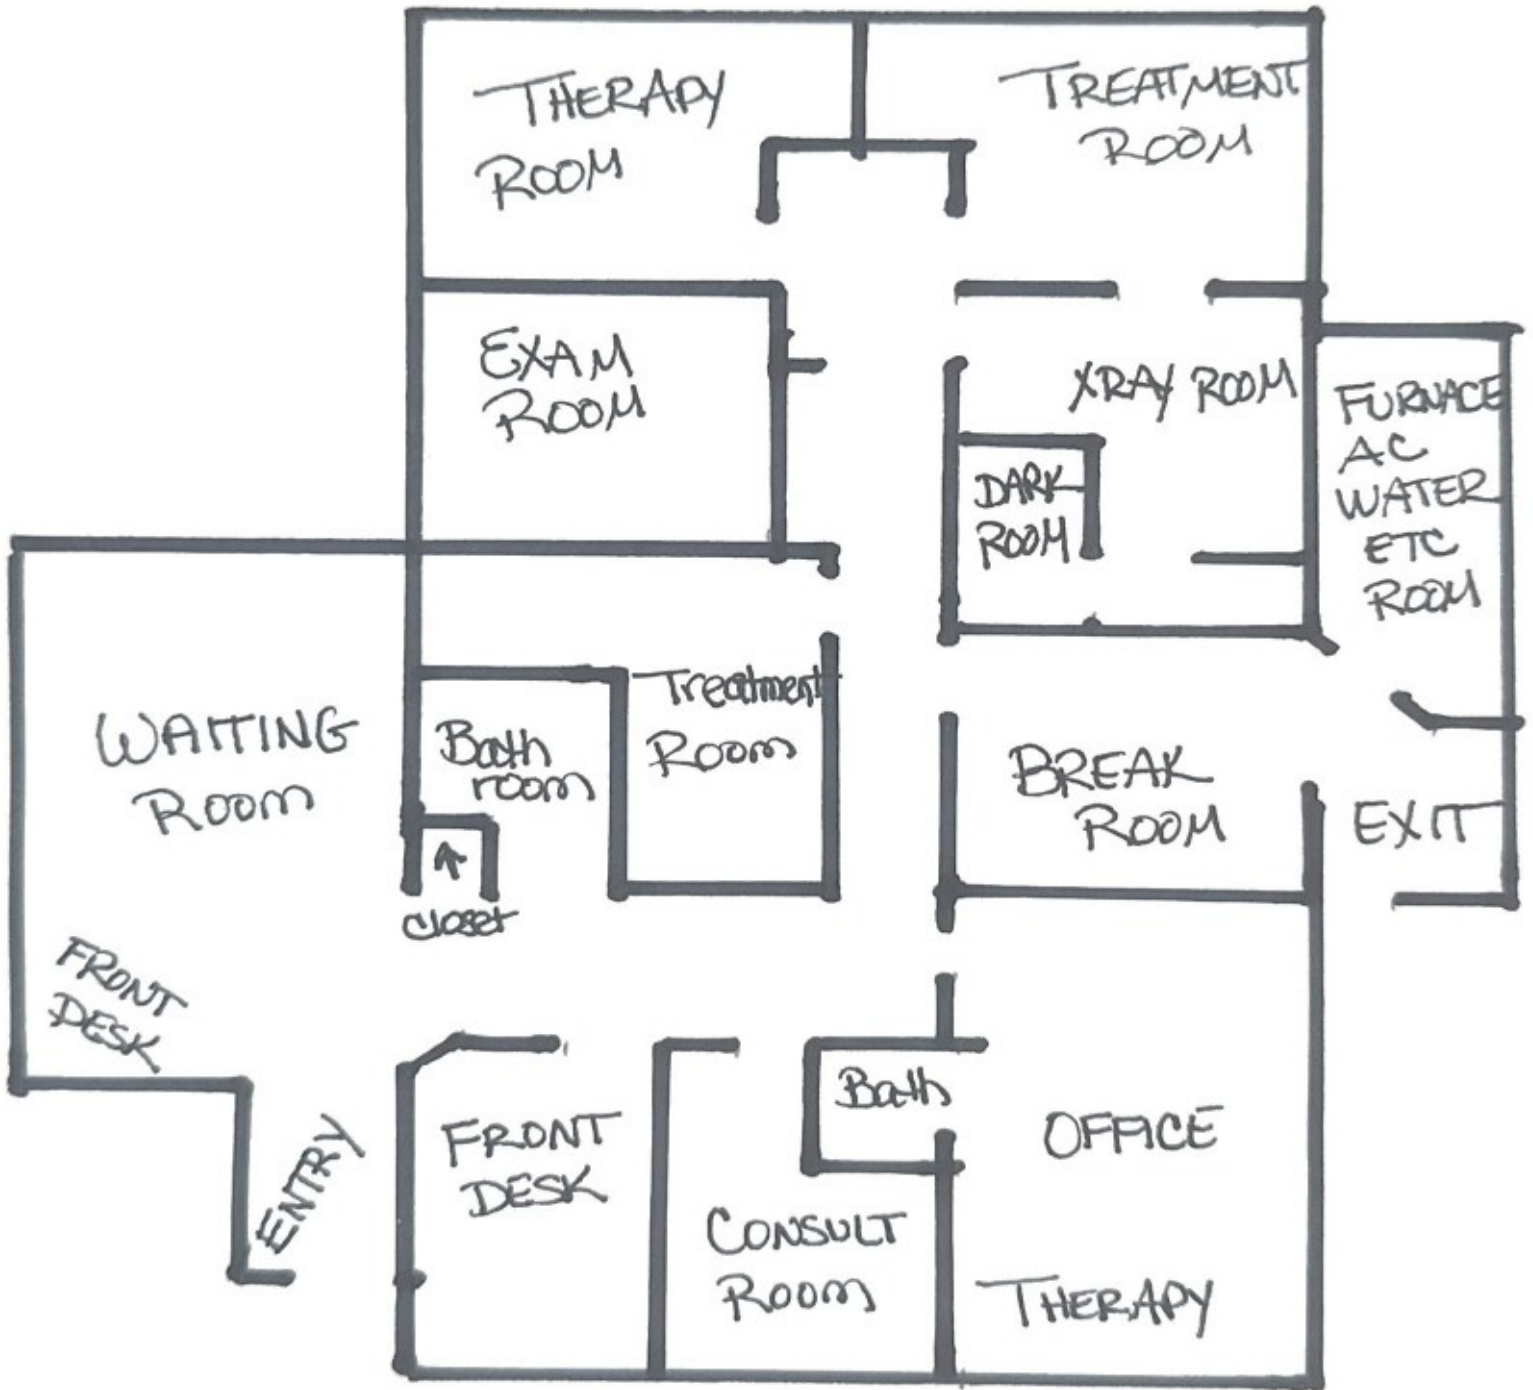 THERAPY
ROOM
TREATMENT
ROOM
EXAM
ROOM
XRAY ROOM
DARK
ROOM
FURNACE
AC
WATER
ETC
ROOM
WAITING
ROOM
Bath
room
Treatment
Room
closet
BREAK
ROOM
EXIT
FRONT
DESK
ENTRY
FRONT
DESK
Bath
CONSULT
ROOM
OFFICE
THERAPY